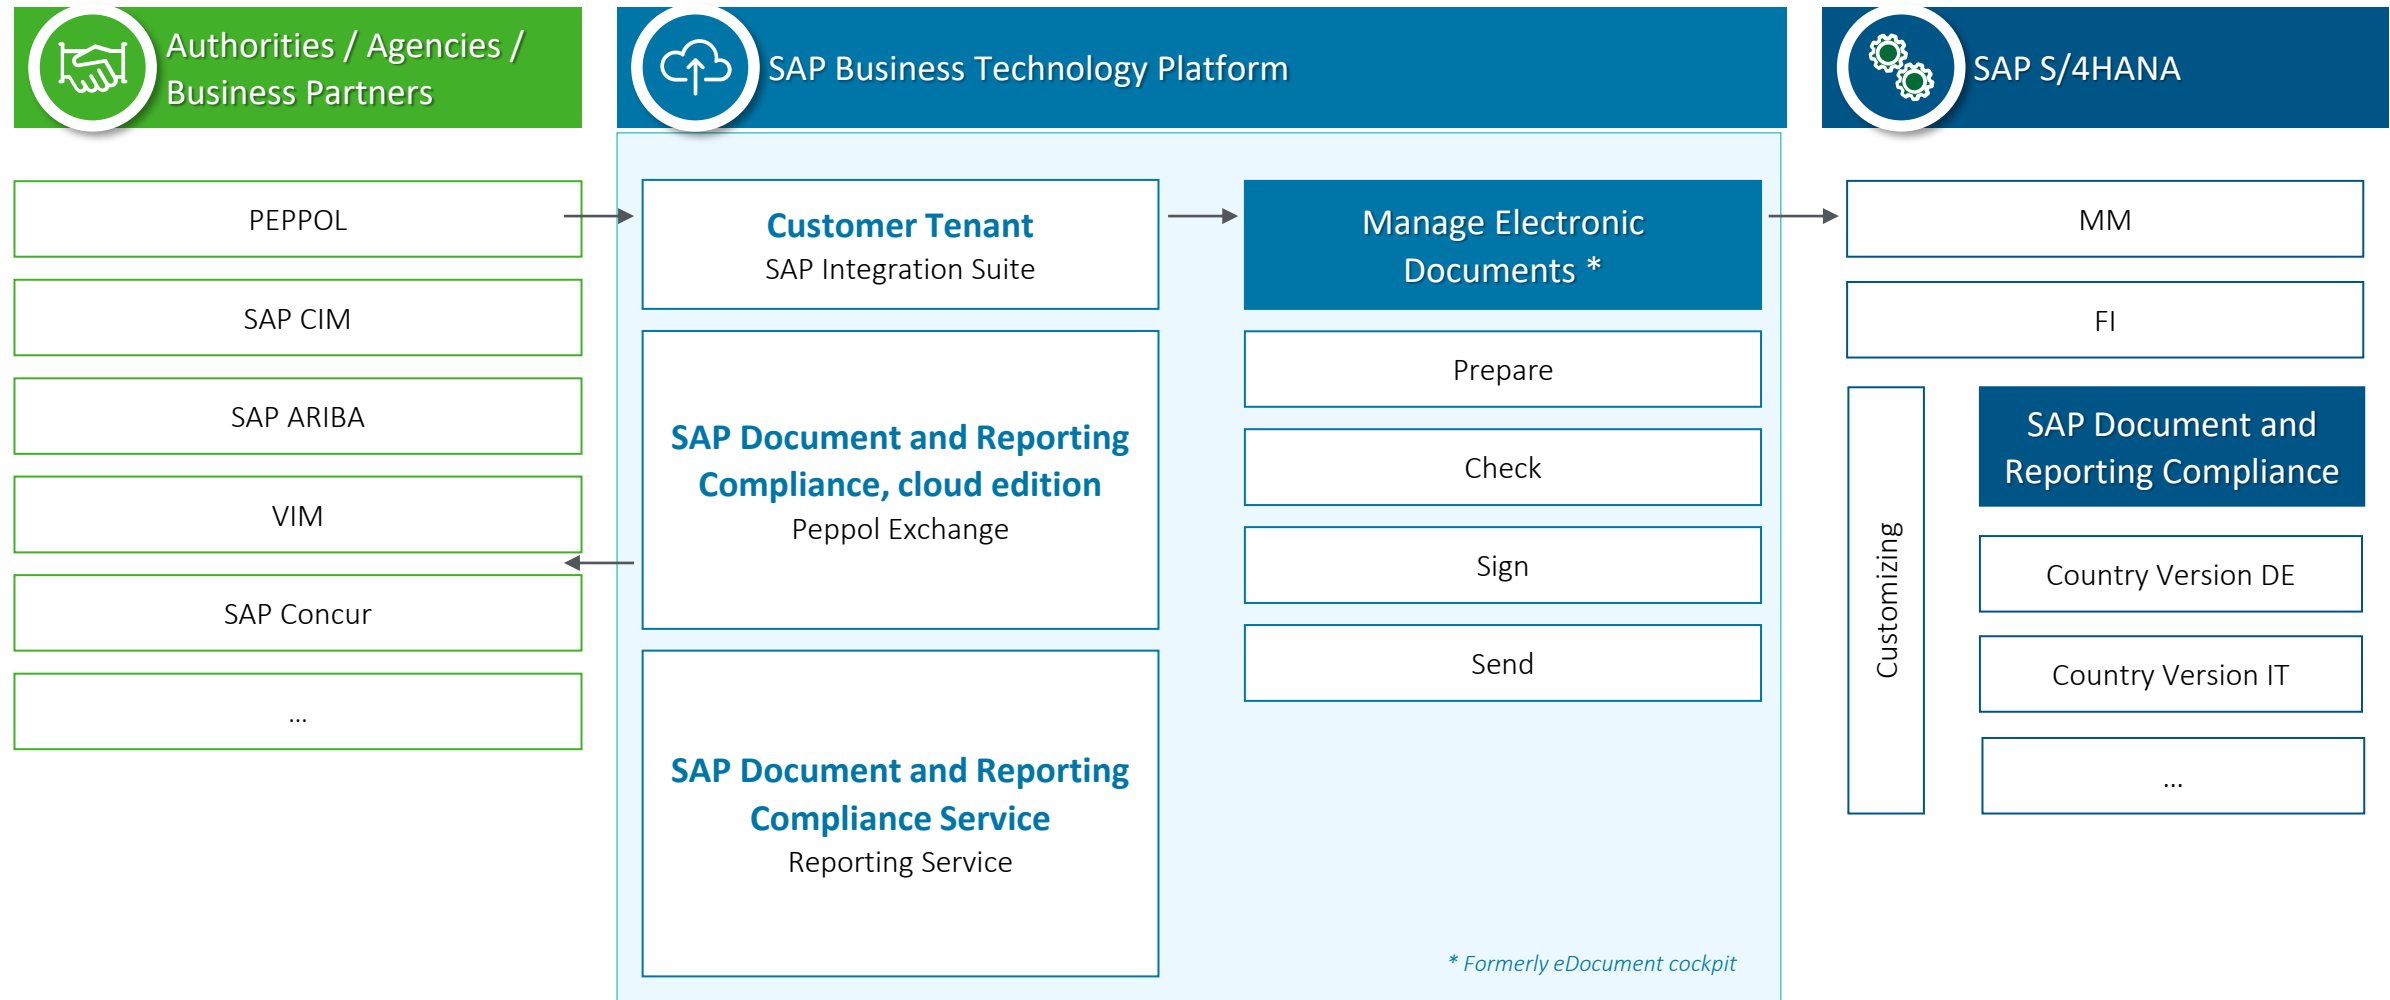 Authorities / Agencies /
Business Partners
PEPPOL
SAP CIM
SAP ARIBA
VIM
SAP Concur
...
SAP Business Technology Platform
Customer Tenant
SAP Integration Suite
SAP Document and Reporting
Compliance, cloud edition
Peppol Exchange
SAP Document and Reporting
Compliance Service
Reporting Service
Manage Electronic
Documents *
Prepare
Check
Sign
Send
* Formerly eDocument cockpit
SAP S/4HANA
MM
FI
Customizing
SAP Document and
Reporting Compliance
Country Version DE
Country Version IT
...